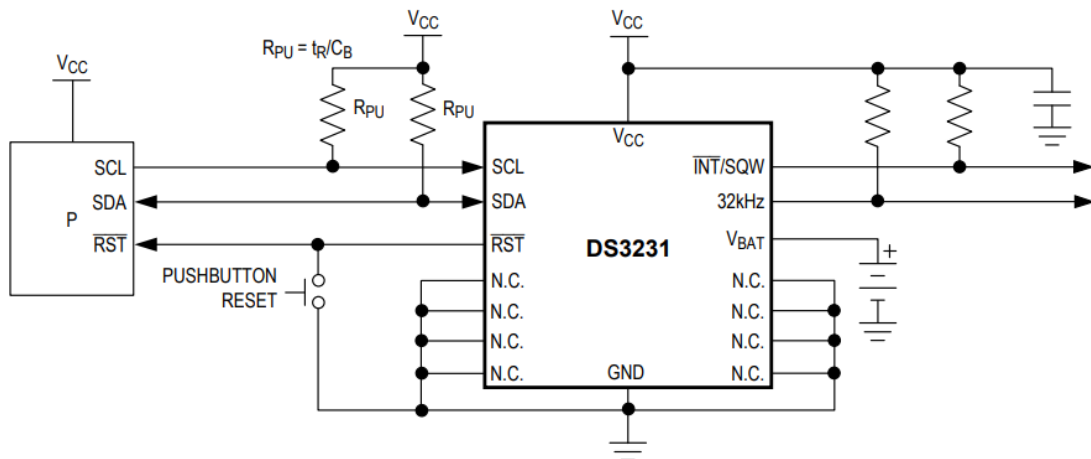 VCC
RPU = tR/CB
VCC
VCC
RPU
RPU
P
SCL
SDA
RST
PUSHBUTTON
RESET
VCC
SCL
SDA
RST
N.C.
N.C.
N.C.
N.C.
DS3231
GND
INT/SQW
32kHz
VBAT
N.C.
N.C.
N.C.
N.C.
+